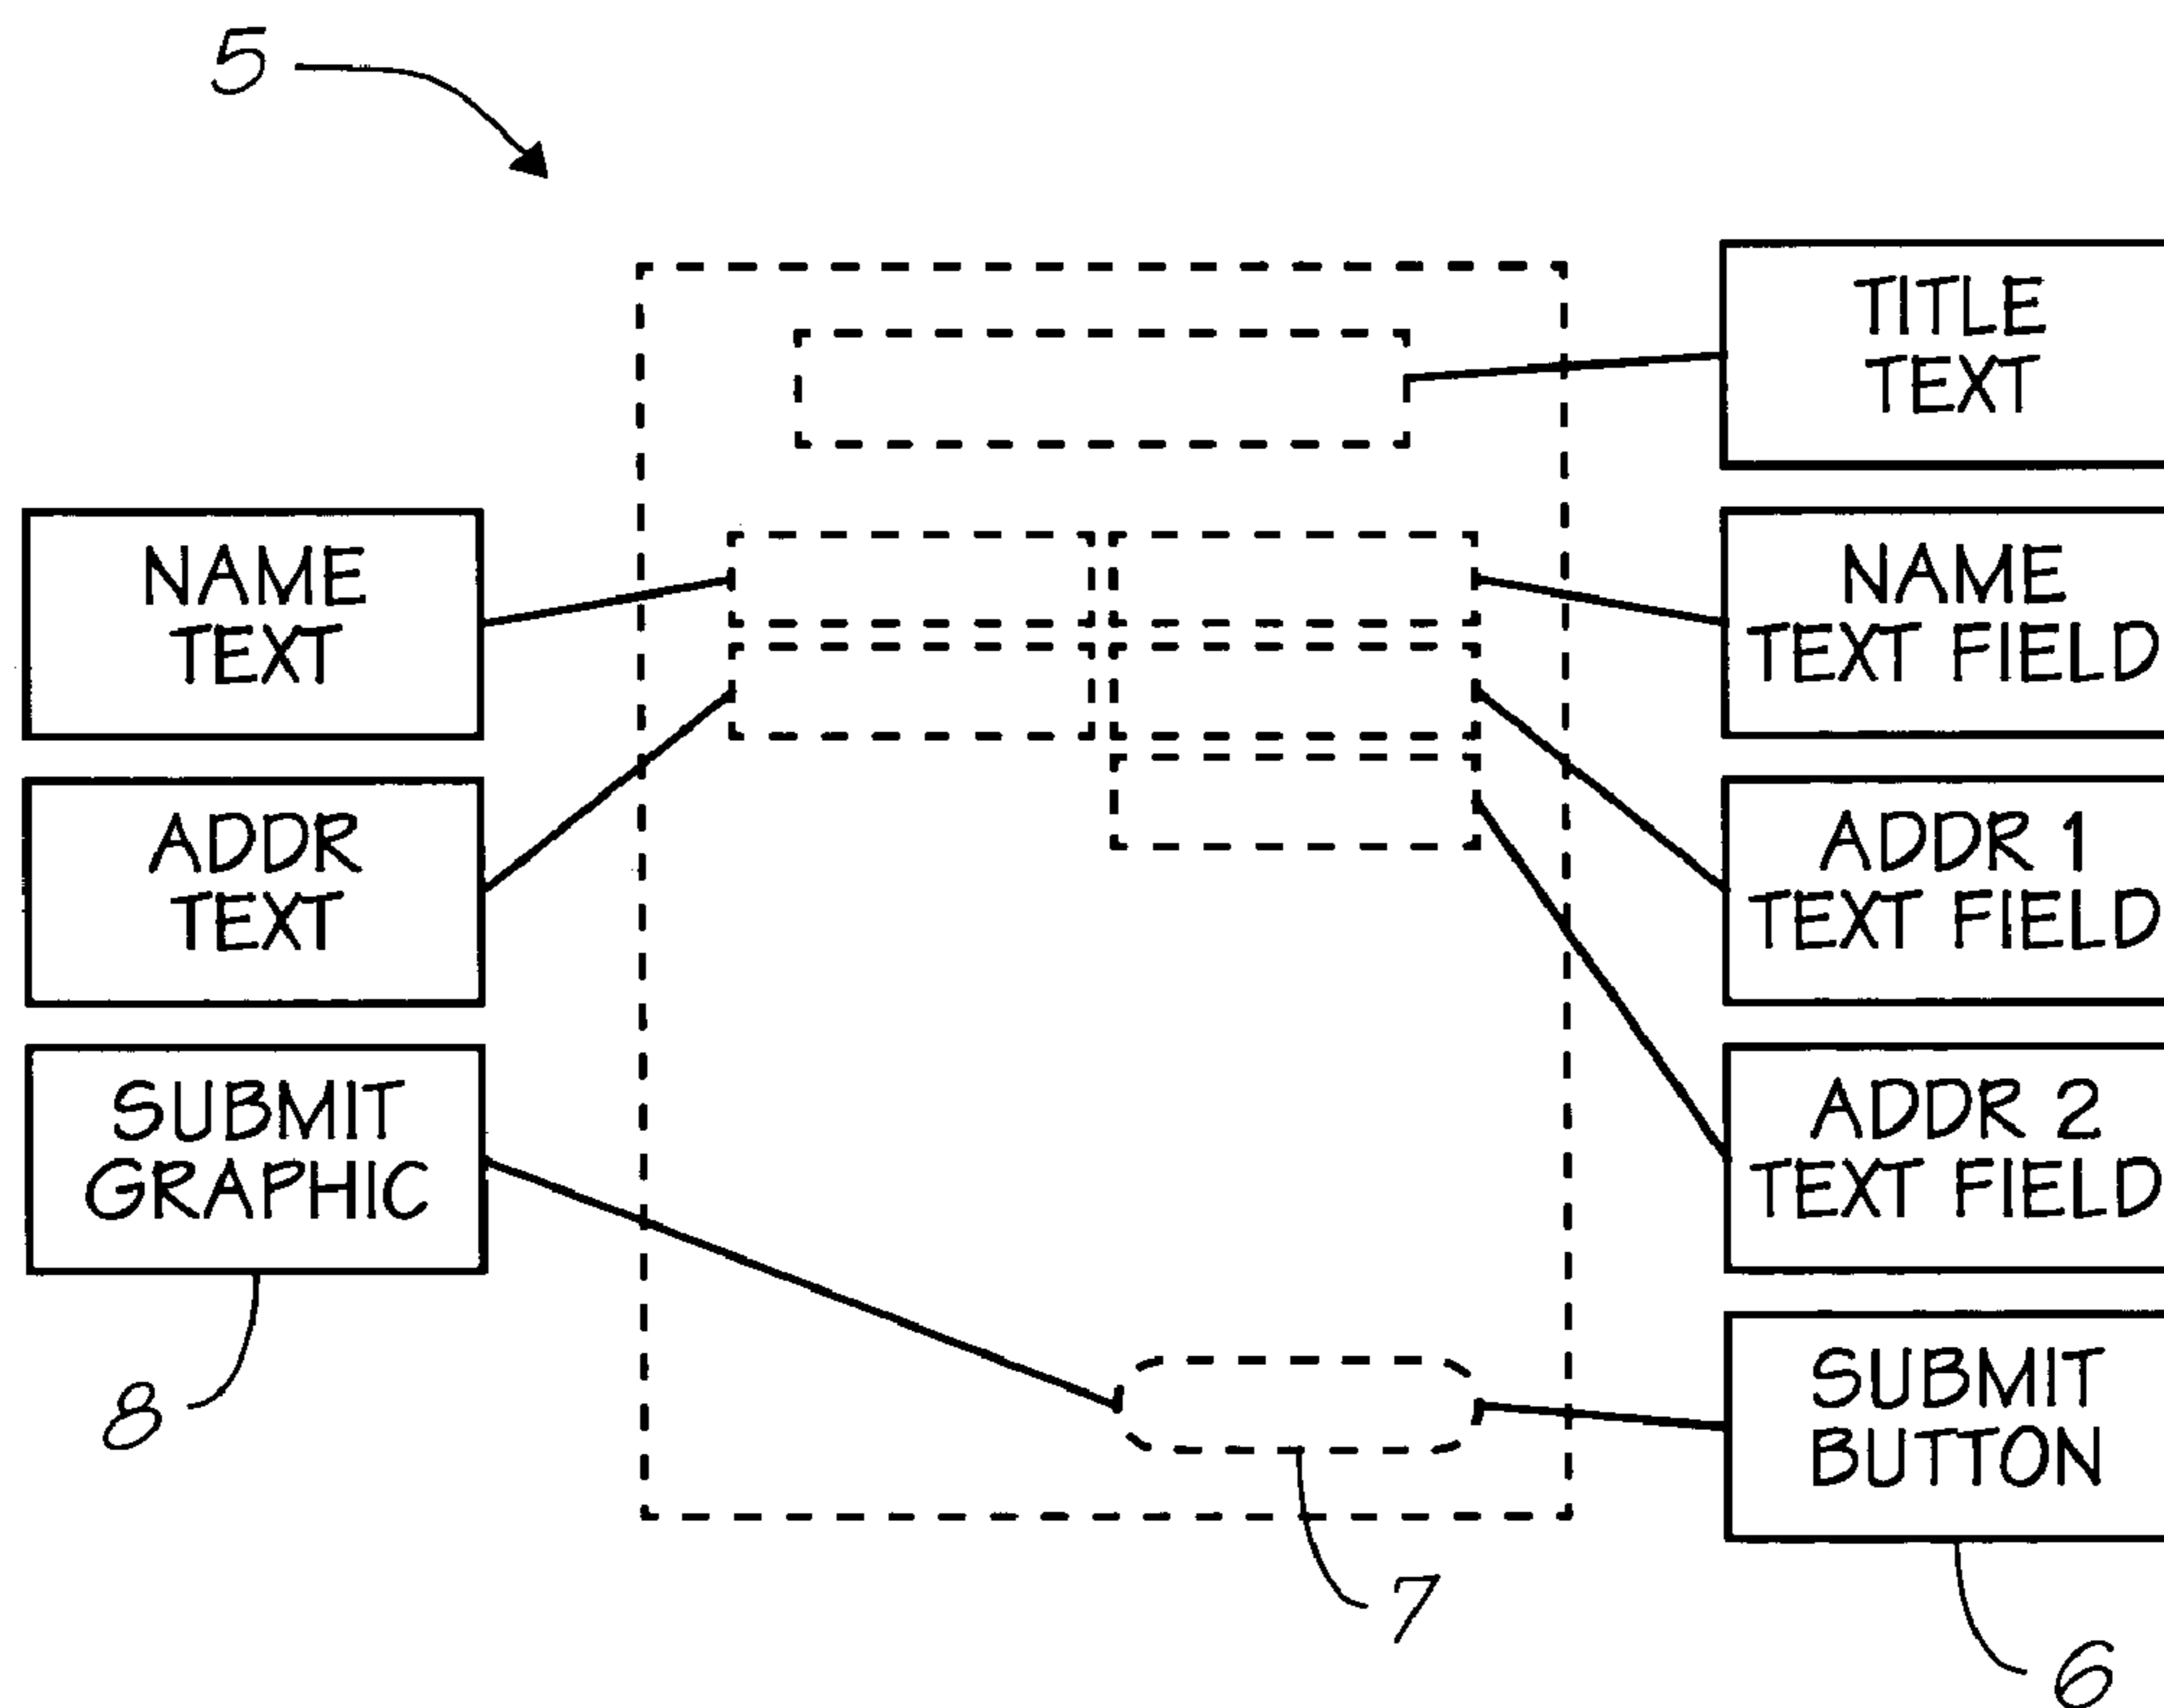 5
TITLE
TEXT
NAME
TEXT
NAME
TEXT FIELD
ADDR
TEXT
ADDR 1
TEXT FIELD
SUBMIT
GRAPHIC
ADDR 2
TEXT FIELD
SUBMIT
BUTTON
8
7
6